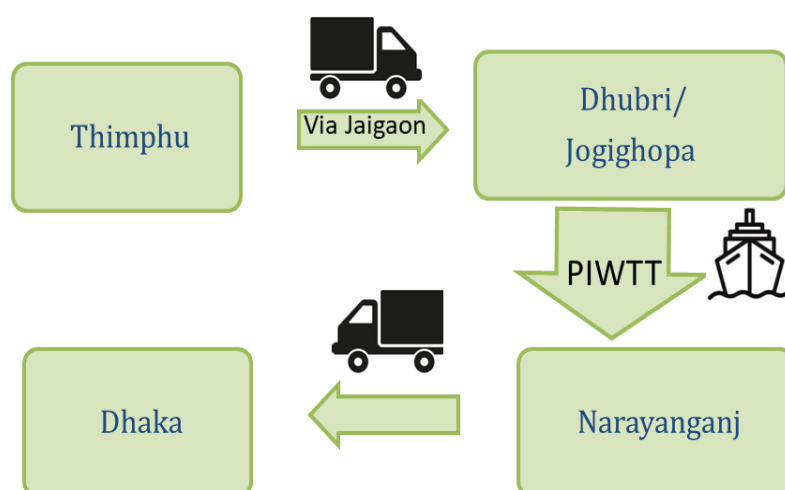 Thimphu
Via Jaigaon
Dhubri/
Jogighopa
PIWTT
Narayanganj
Dhaka